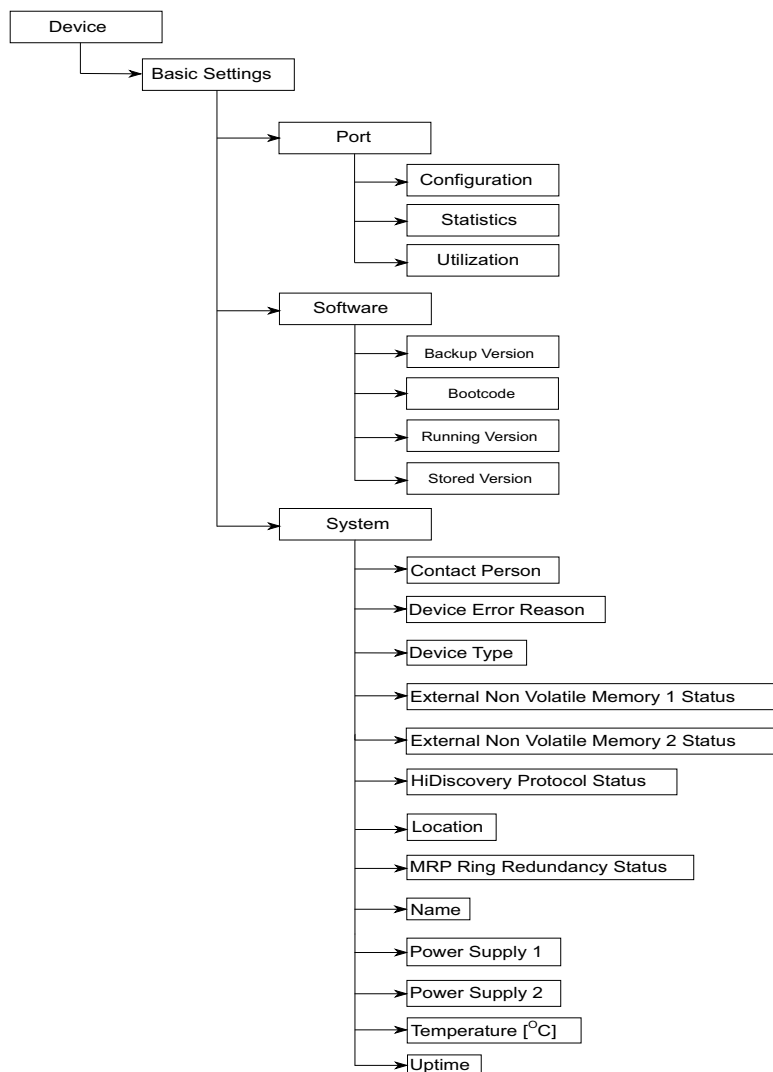 Device
Basic Settings
Port
Configuration
Statistics
Utilization
Software
Backup Version
Bootcode
Running Version
Stored Version
System
Contact Person
Device Error Reason
Device Type
External Non Volatile Memory 1 Status
External Non Volatile Memory 2 Status
HiDiscovery Protocol Status
Location
MRP Ring Redundancy Status
Name
Power Supply 1
Power Supply 2
Temperature [°C]
Uptime